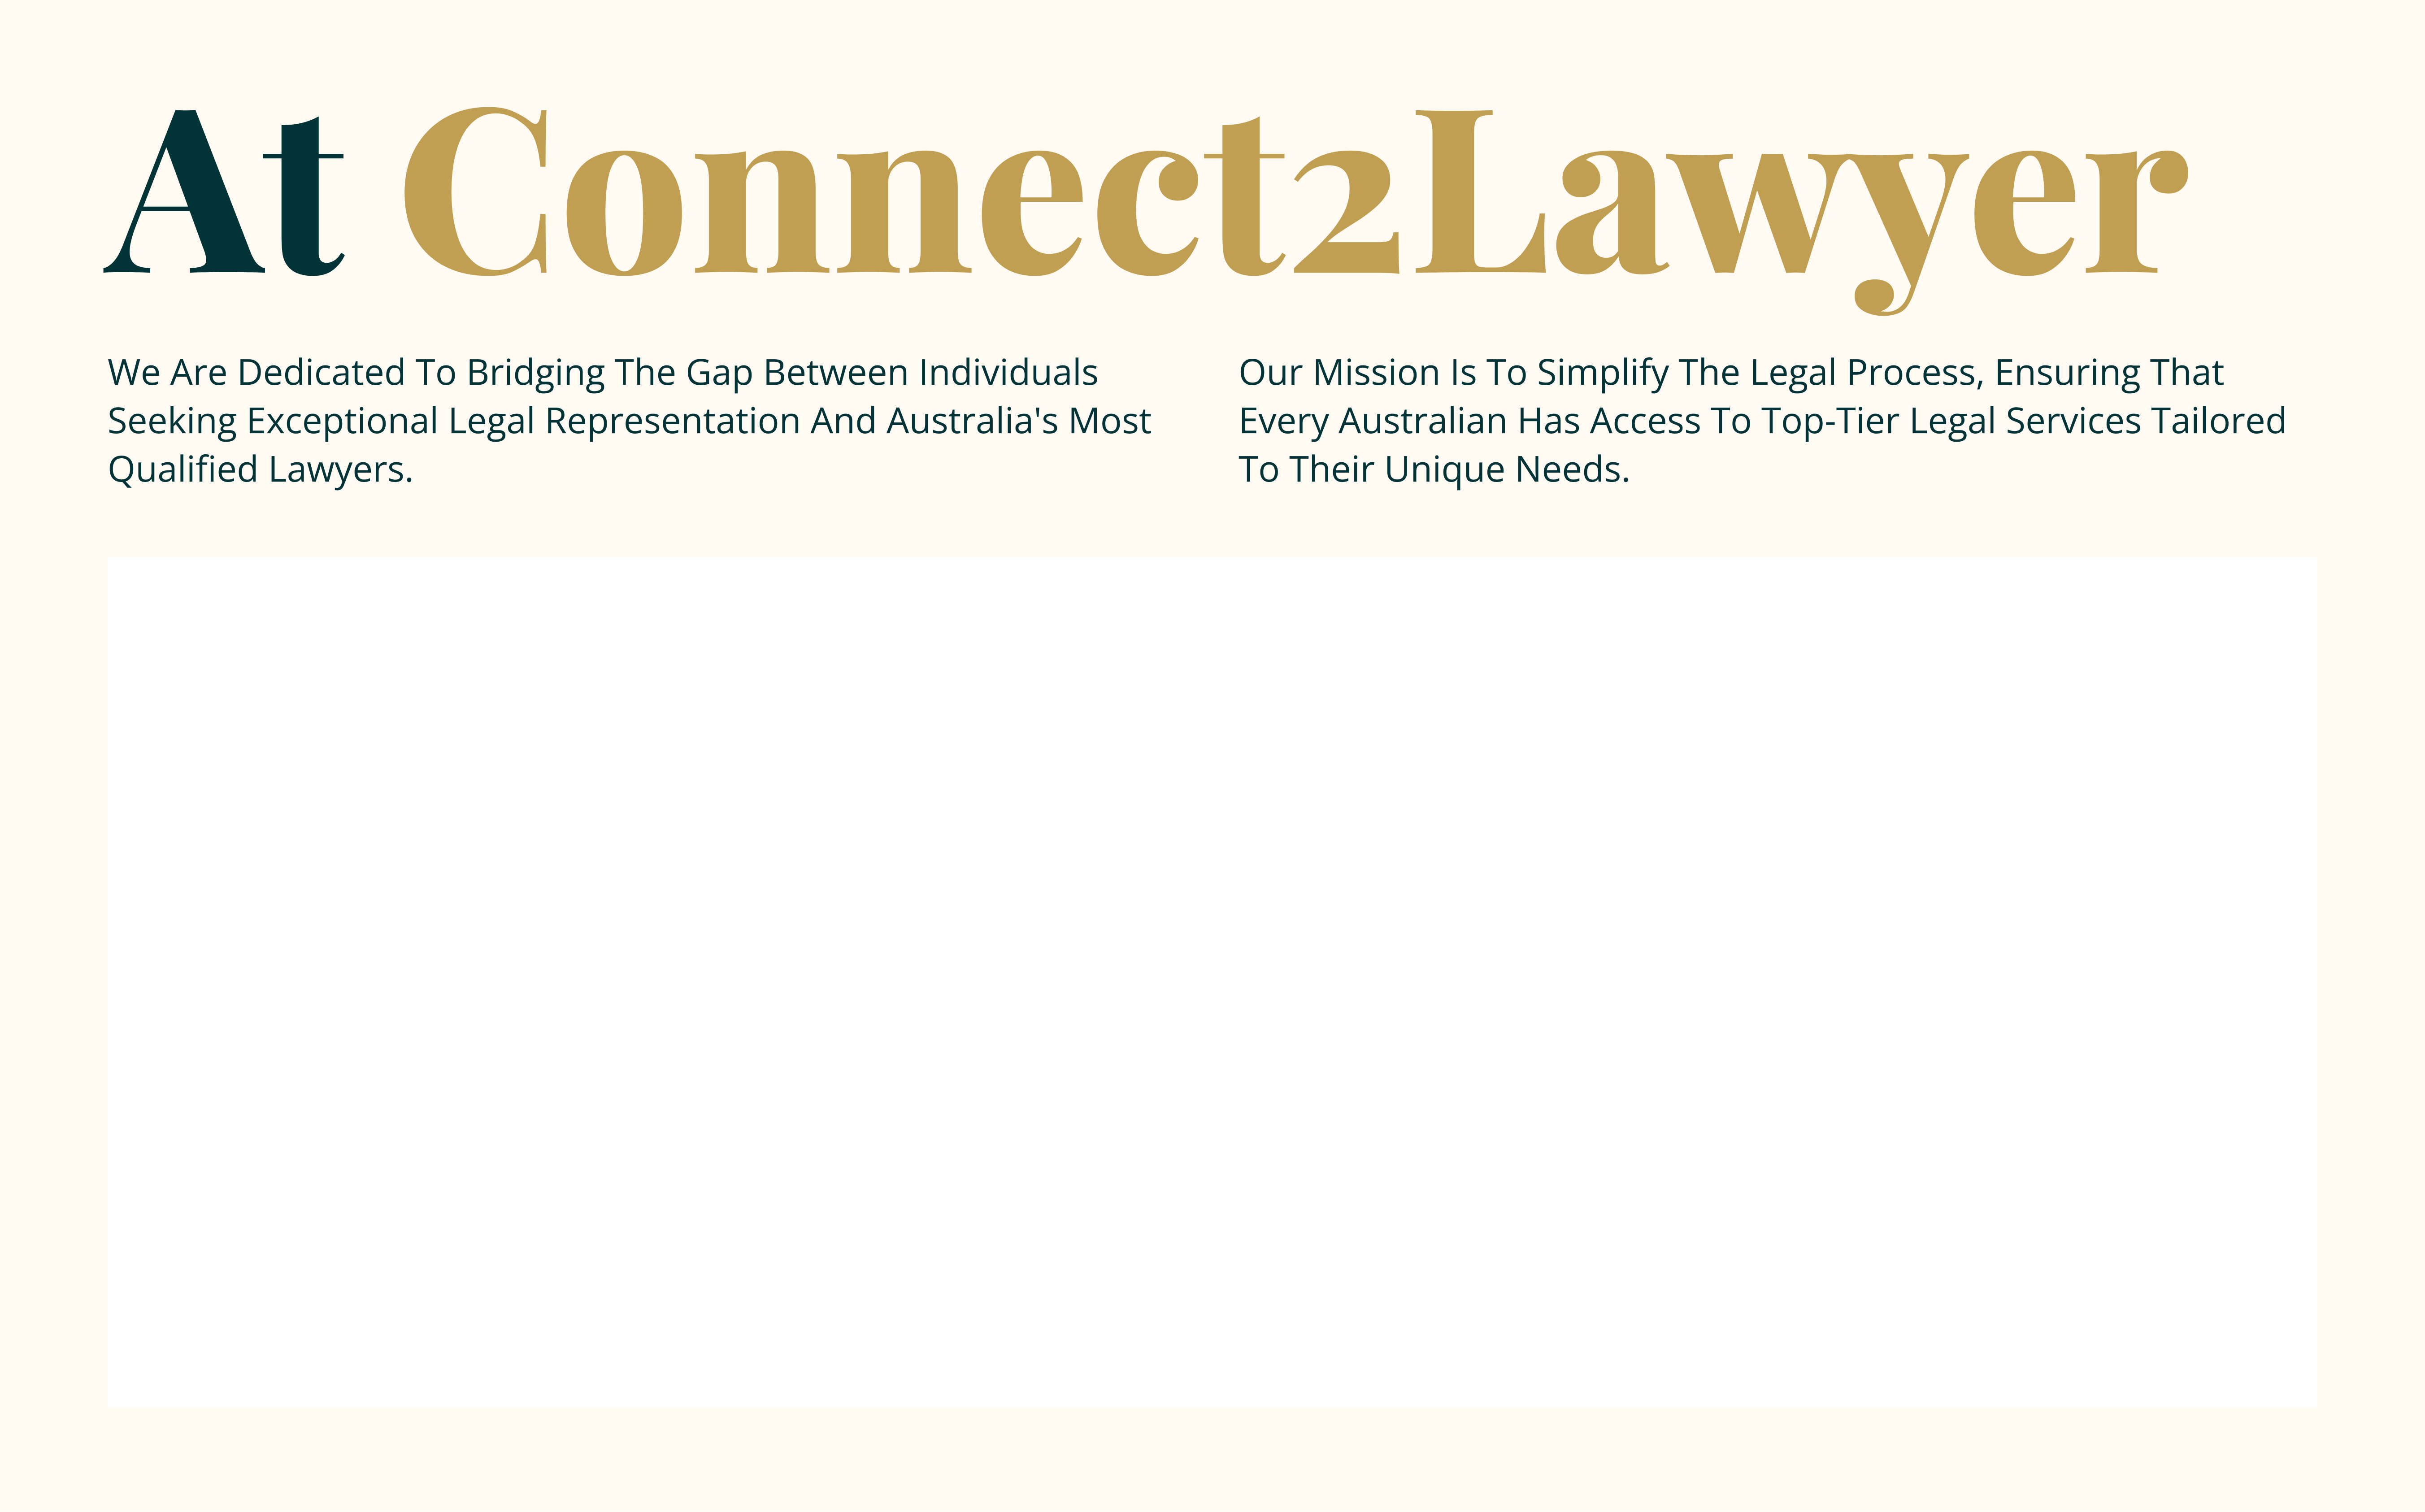 At Connect2Lawyer
We Are Dedicated To Bridging The Gap Between Individuals
Seeking Exceptional Legal Representation And Australia's Most
Qualified Lawyers.
Our Mission Is To Simplify The Legal Process, Ensuring That
Every Australian Has Access To Top-Tier Legal Services Tailored
To Their Unique Needs.